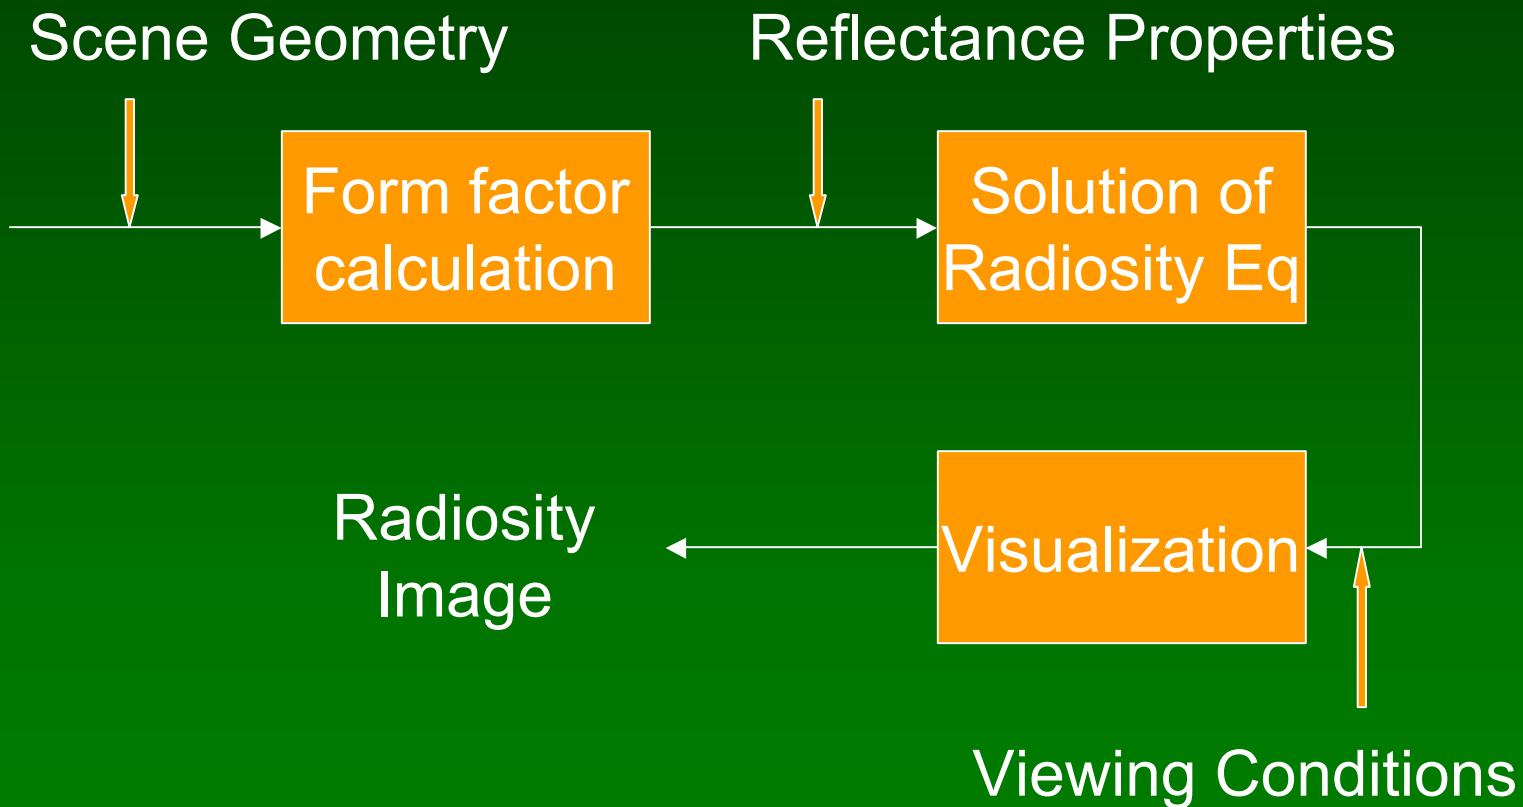 Scene Geometry
Reflectance Properties
Form factor
calculation
Solution of
Radiosity Eq
Radiosity
Image
Visualization
Viewing Conditions